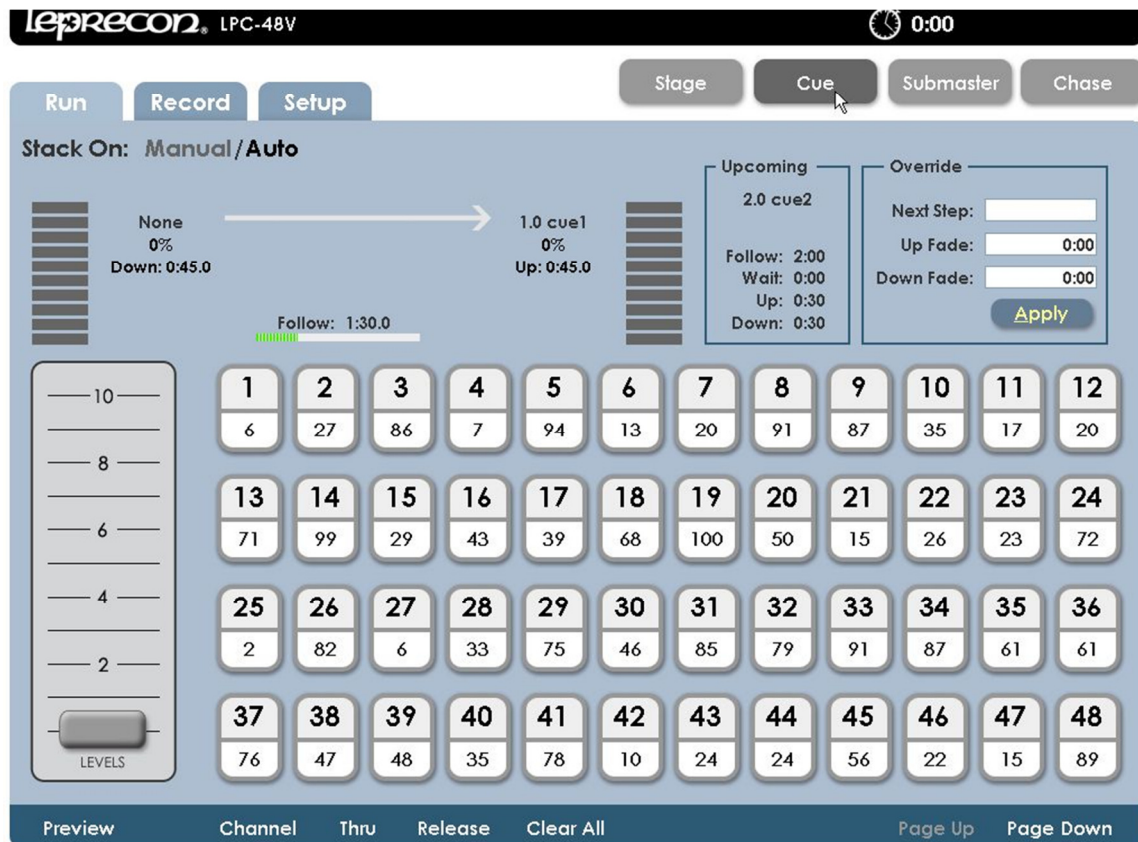 Leprecon® LPC-48V 0:00
Stage Cue Submaster Chase
Run Record Setup
Stack On: Manual/Auto
None
0%
Down: 0:45.0
1.0 cue1
0%
Up: 0:45.0
Follow: 1:30.0
Upcoming
2.0 cue2
Follow: 2:00
Wait: 0:00
Up: 0:30
Down: 0:30
Override
Next Step:
Up Fade: 0:00
Down Fade: 0:00
Apply
10
8
6
4
2
LEVELS
1 2 3 4 5 6 7 8 9 10 11 12
6 27 86 7 94 13 20 91 87 35 17 20
13 14 15 16 17 18 19 20 21 22 23 24
71 99 29 43 39 68 100 50 15 26 23 72
25 26 27 28 29 30 31 32 33 34 35 36
2 82 6 33 75 46 85 79 91 87 61 61
37 38 39 40 41 42 43 44 45 46 47 48
76 47 48 35 78 10 24 24 56 22 15 89
Preview Channel Thru Release Clear All Page Up Page Down